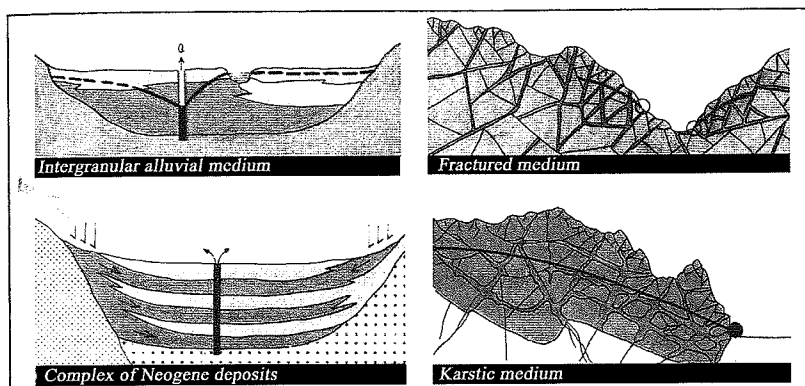 Q
Intergranular alluvial medium
Fractured medium
Complex of Neogene deposits
Karstic medium